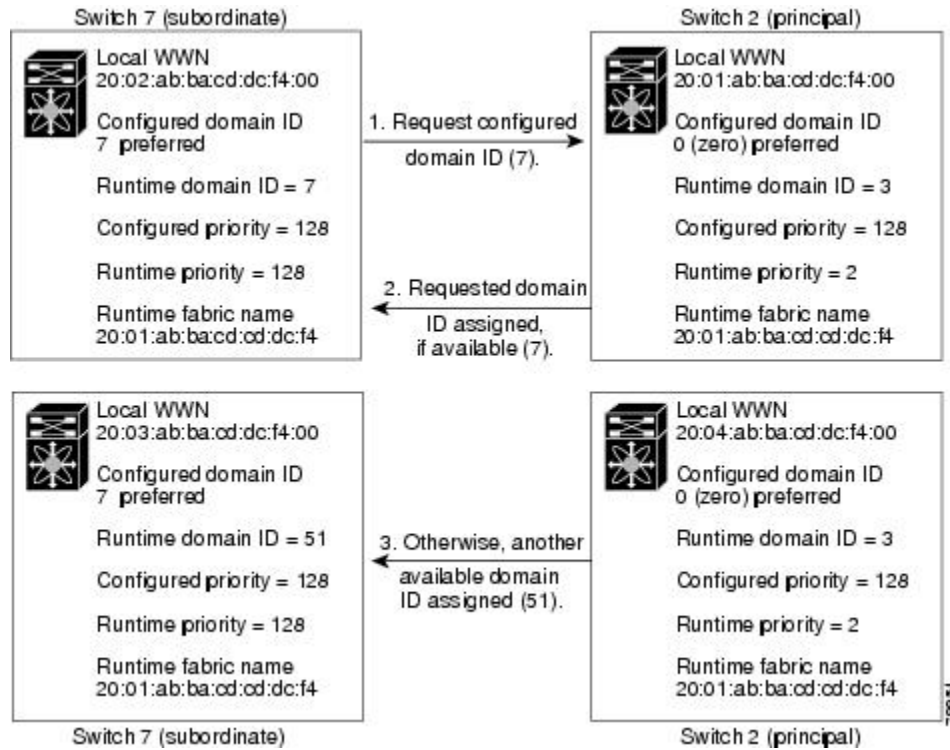 Switch 7 (subordinate)
Local WWN
20:02:ab:ba:cd:dc:f4:00
Configured domain ID
7 preferred
Runtime domain ID = 7
Configured priority = 128
Runtime priority = 128
Runtime fabric name
20:01:ab:ba:cd:cd:dc:f4
1. Request configured
domain ID (7).
2. Requested domain
ID assigned,
if available (7).
Switch 2 (principal)
Local WWN
20:01:ab:ba:cd:dc:f4:00
Configured domain ID
0 (zero) preferred
Runtime domain ID = 3
Configured priority = 128
Runtime priority = 2
Runtime fabric name
20:01:ab:ba:cd:cd:dc:f4
Local WWN
20:03:ab:ba:cd:dc:f4:00
Configured domain ID
7 preferred
Runtime domain ID = 51
Configured priority = 128
Runtime priority = 128
Runtime fabric name
20:01:ab:ba:cd:cd:dc:f4
Switch 7 (subordinate)
3. Otherwise, another
available domain
ID assigned (51).
Local WWN
20:04:ab:ba:cd:dc:f4:00
Configured domain ID
0 (zero) preferred
Runtime domain ID = 3
Configured priority = 128
Runtime priority = 2
Runtime fabric name
20:01:ab:ba:cd:cd:dc:f4
Switch 2 (principal)